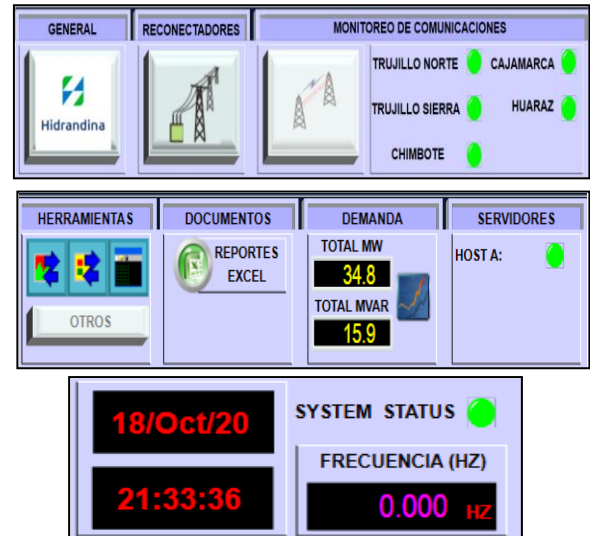 GENERAL
RECONECTADORES
MONITOREO DE COMUNICACIONES
Hidrandina
TRUJILLO NORTE
CAJAMARCA
TRUJILLO SIERRA
HUARAZ
CHIMBOTE
HERRAMIENTAS
DOCUMENTOS
DEMANDA
SERVIDORES
OTROS
REPORTES
EXCEL
TOTAL MW
34.8
TOTAL MVAR
15.9
HOST A:
18/Oct/20
SYSTEM STATUS
21:33:36
FRECUENCIA (HZ)
0.000 HZ